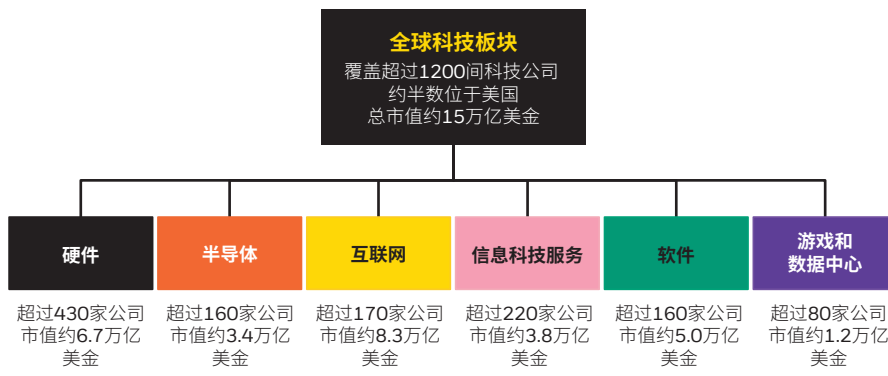 全球科技板块
覆盖超过1200间科技公司
约半数位于美国
总市值约15万亿美金
硬件
半导体
互联网
信息科技服务
软件
游戏和
数据中心
超过430家公司
市值约6.7万亿
美金
超过160家公司
市值约3.4万亿
美金
超过170家公司
市值约8.3万亿
美金
超过220家公司
市值约3.8万亿
美金
超过160家公司
市值约5.0万亿
美金
超过80家公司
市值约1.2万亿
美金